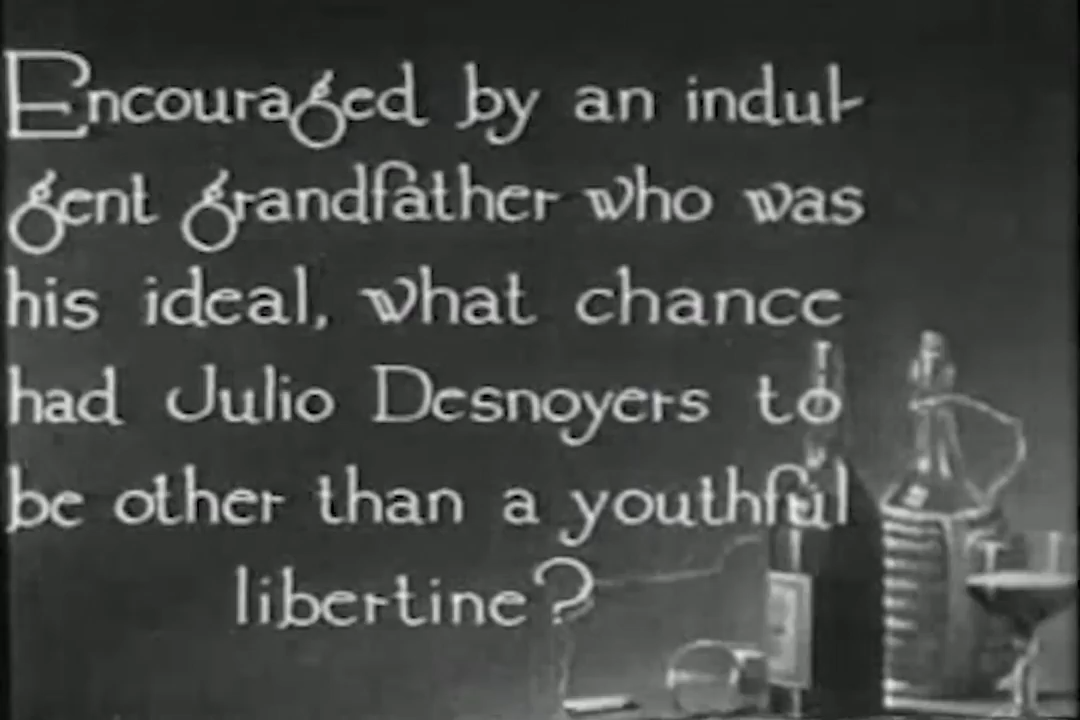 Encouraged by an indul-
gent grandfather who was
his ideal, what chance
had Julio Desnoyers to
be other than a youthful
libertine?